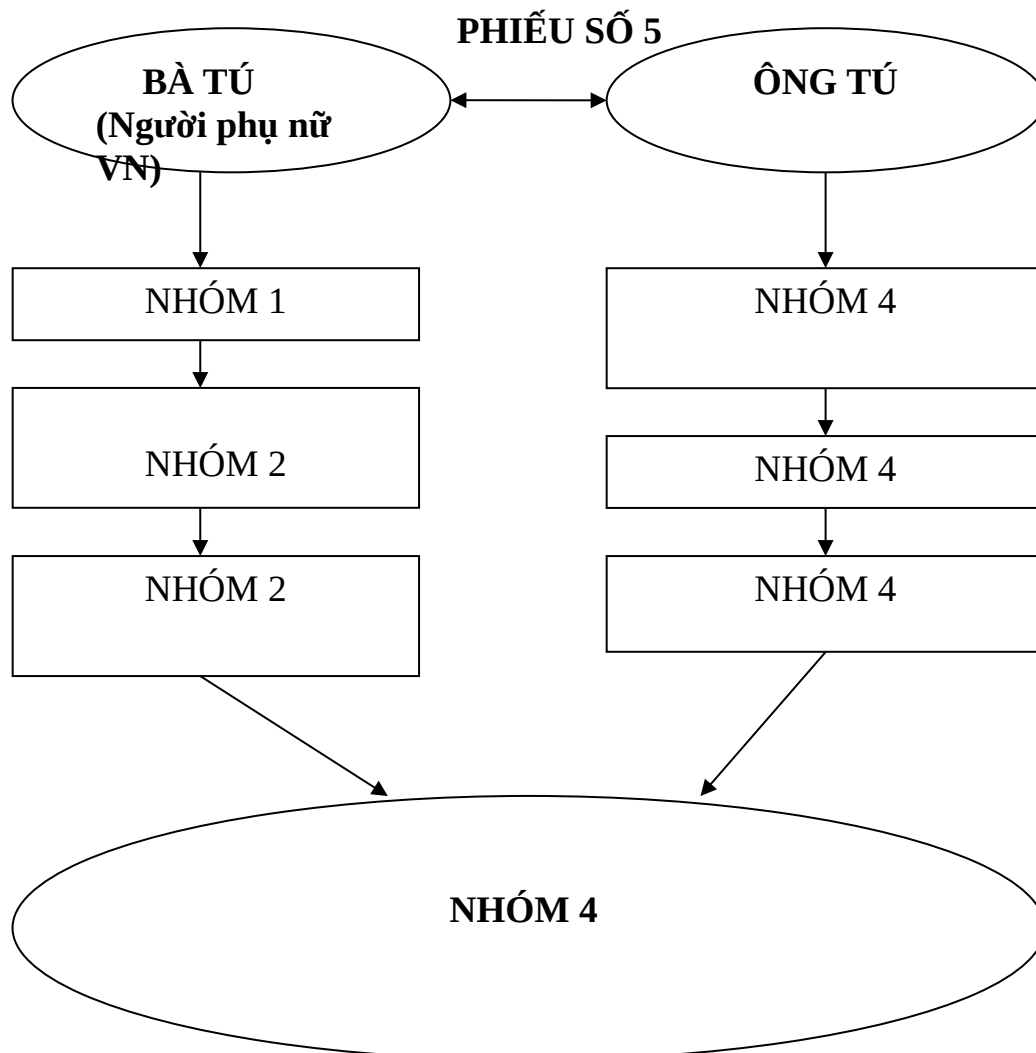 PHIẾU SỐ 5
BÀ TÚ
(Người phụ nữ
VN)
ÔNG TÚ
NHÓM 1
NHÓM 2
NHÓM 2
NHÓM 4
NHÓM 4
NHÓM 4
NHÓM 4